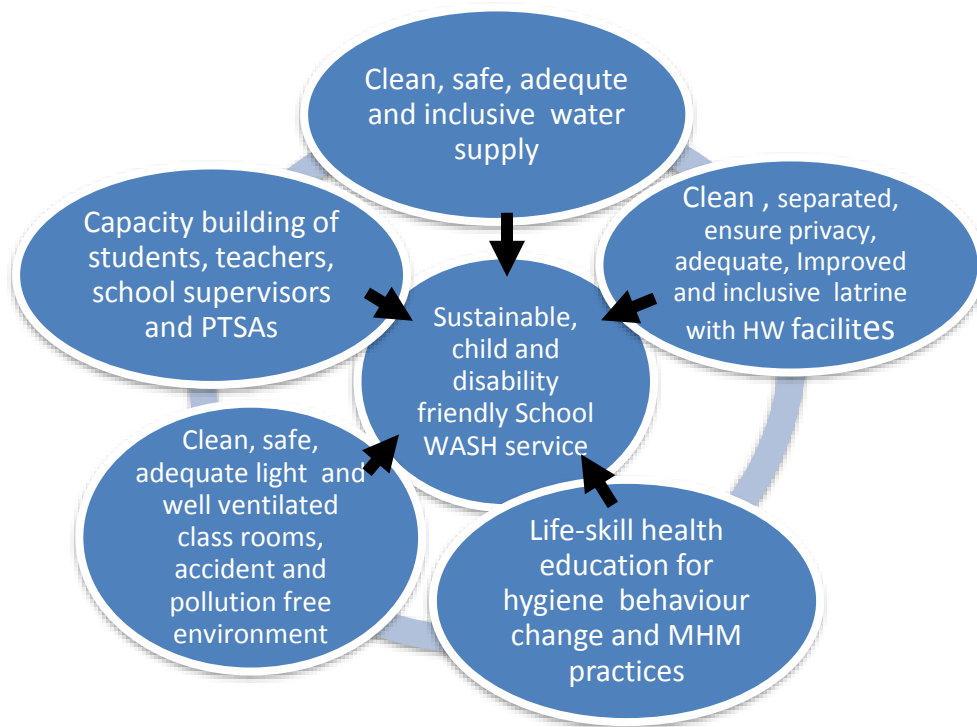 Clean, safe, adequte
and inclusive water
supply
Clean , separated,
ensure privacy,
adequate, Improved
and inclusive latrine
with HW facilites
Life-skill health
education for
hygiene behaviour
change and MHM
practices
Clean, safe,
adequate light and
well ventilated
class rooms,
accident and
pollution free
environment
Capacity building of
students, teachers,
school supervisors
and PTSAs
Sustainable,
child and
disability
friendly School
WASH service